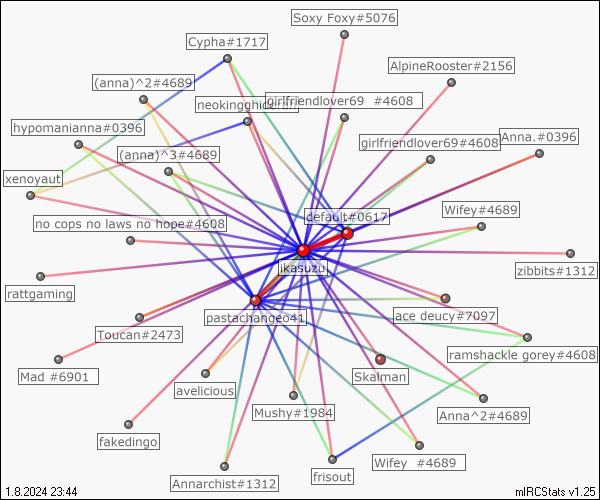 Soxy Foxy#5076
Cypha#1717
AlpineRooster#2156
(anna)^2#4689
girlfriendlover69 #4608
hypomanianna#0396
girlfriendlover69#4608
Anna.#0396
(anna)^3#4689
xenoyaut
default#0617
Wifey#4689
no cops no laws no hope#4608
ikasuzu
zibbits#1312
rattgaming
pastachangeo41
ace deucy#7097
Toucan#2473
ramshackle gorey#4608
Mad #6901
avelicious
Skalman
Mushy#1984
Anna^2#4689
fakedingo
Wifey #4689
Annarchist#1312
frisout
1.8.2024 23:44
mIRCStats v1.25